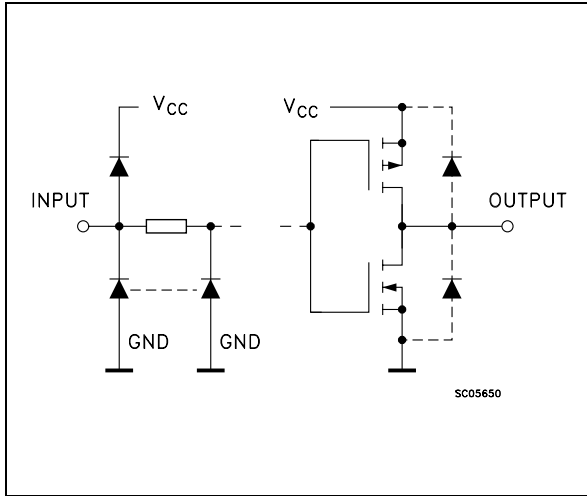 VCC
VCC
INPUT
OUTPUT
GND
GND
SC05650